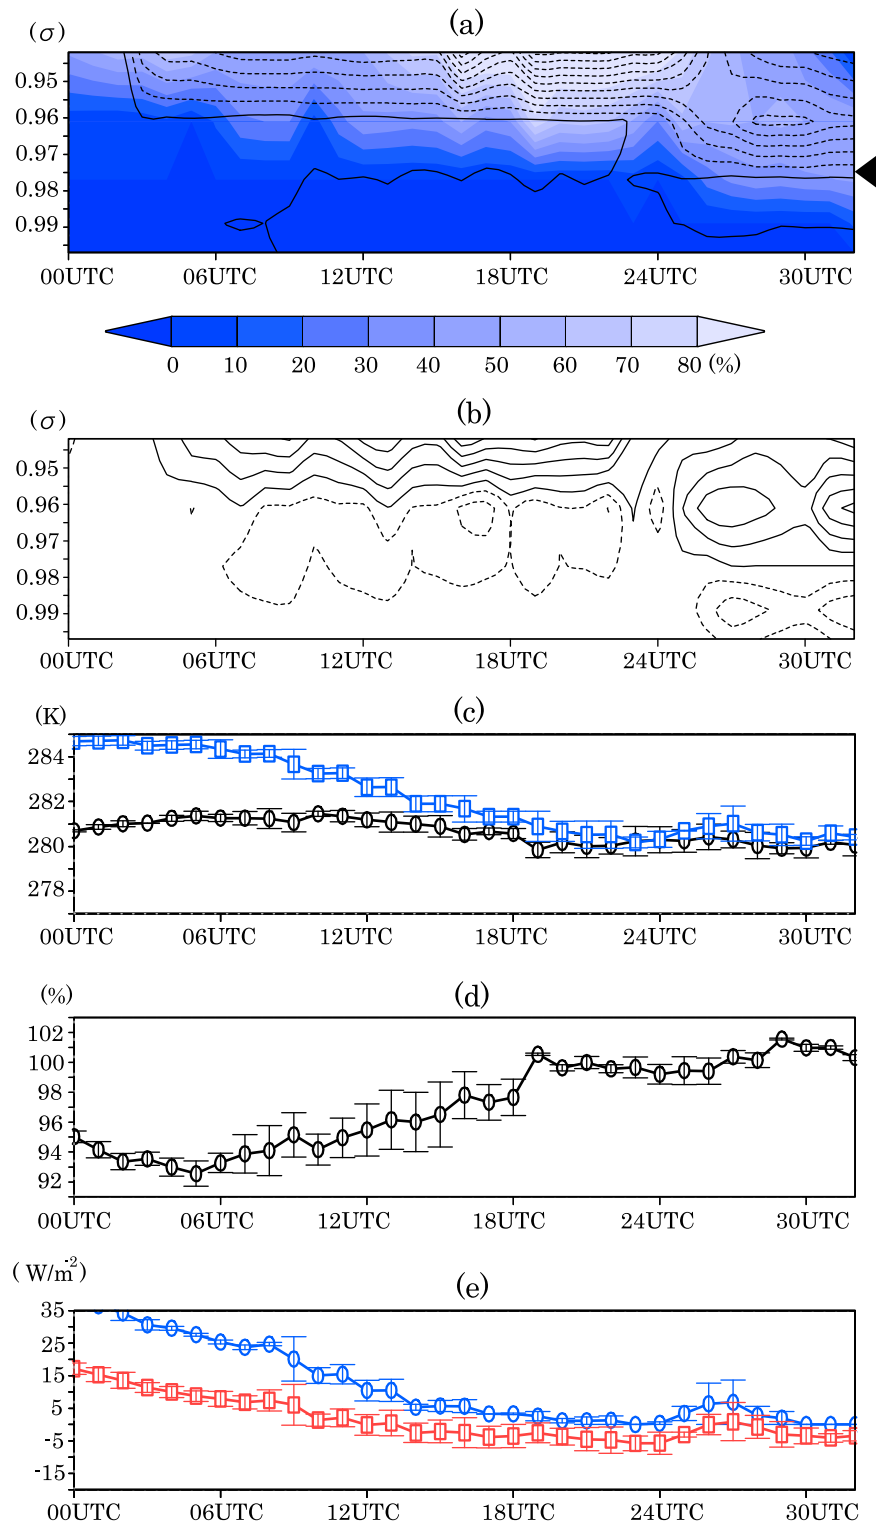 (a)
(σ)
0.95
0.96
0.97
0.98
0.99
00UTC 06UTC 12UTC 18UTC 24UTC 30UTC
0 10 20 30 40 50 60 70 80 (%)
(b)
(σ)
0.95
0.96
0.97
0.98
0.99
00UTC 06UTC 12UTC 18UTC 24UTC 30UTC
(K) (c)
284
282
280
278
00UTC 06UTC 12UTC 18UTC 24UTC 30UTC
(%) (d)
102
100
98
96
94
92
00UTC 06UTC 12UTC 18UTC 24UTC 30UTC
(W/m⁻²)
(e)
35
25
15
5
-5
-15
00UTC 06UTC 12UTC 18UTC 24UTC 30UTC